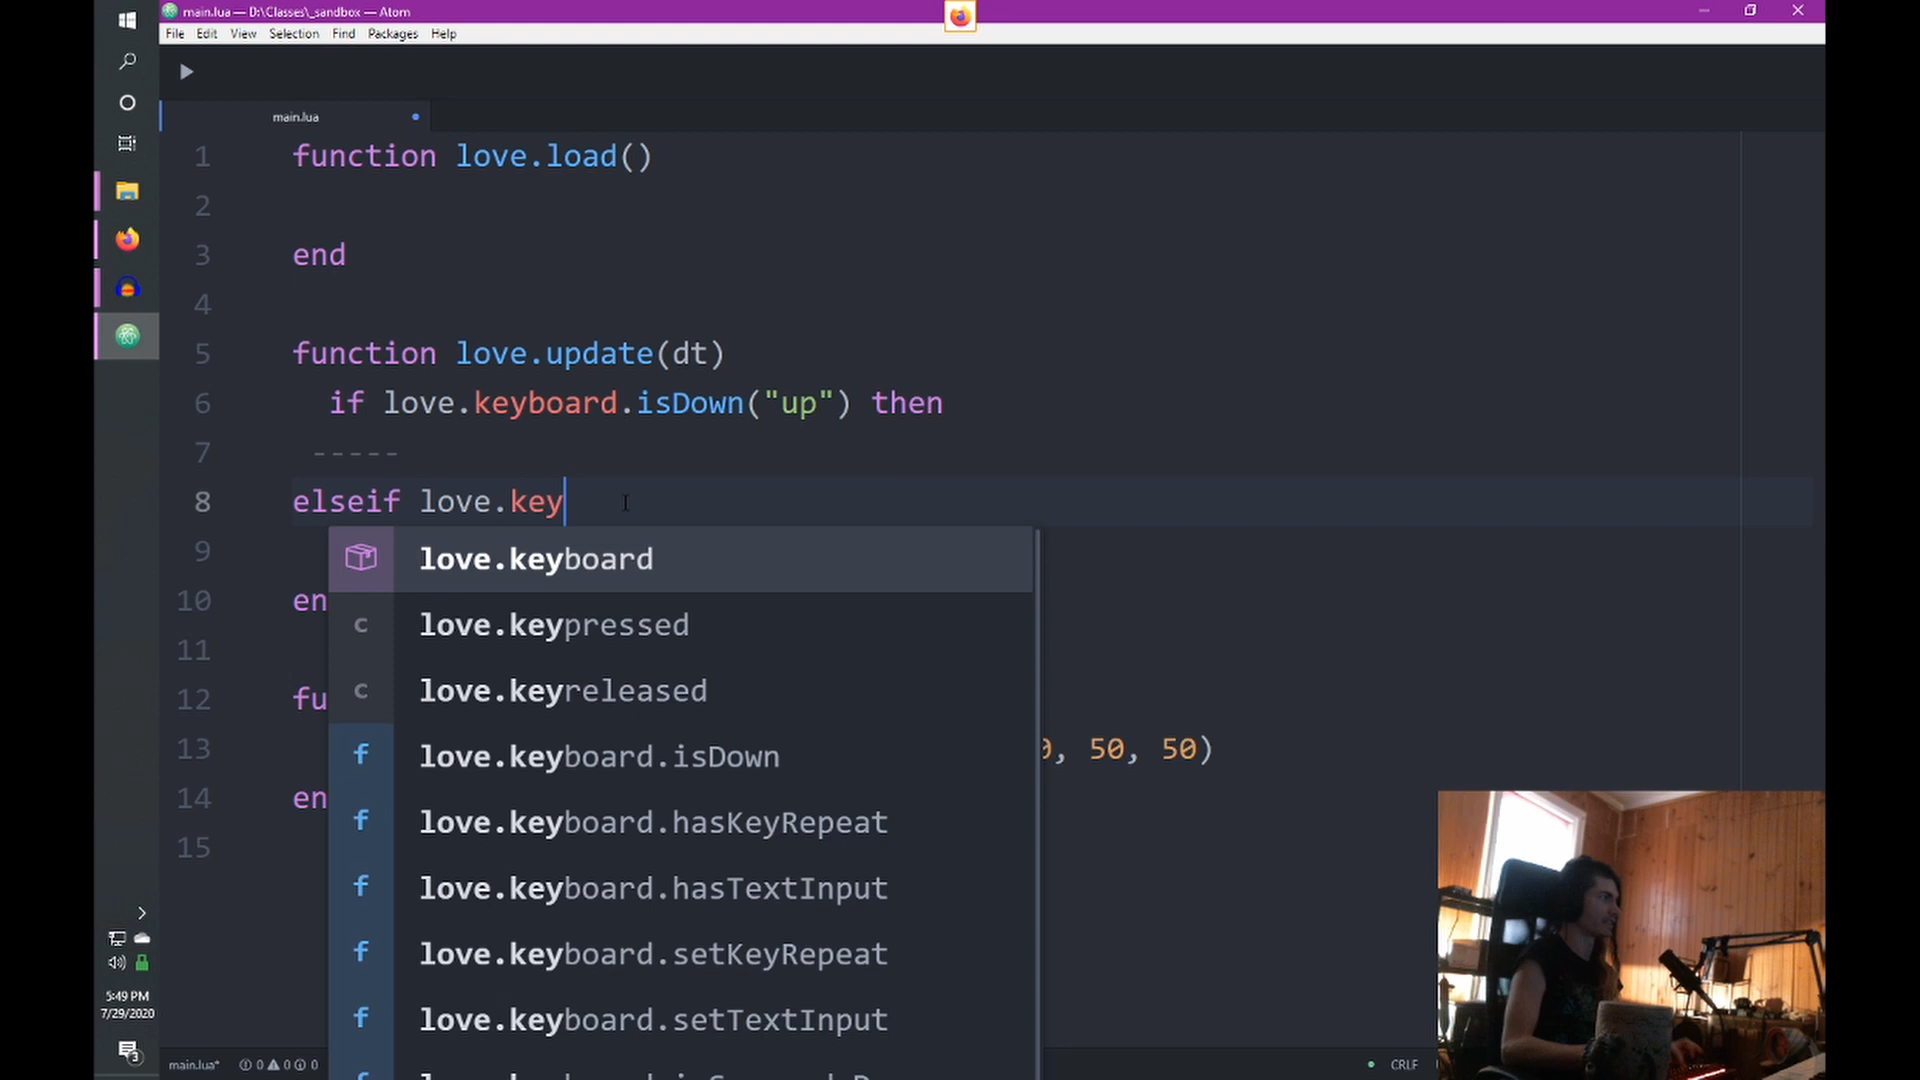 main.lua — D:\Classes\_sandbox — Atom
File Edit View Selection Find Packages Help
main.lua
1 function love.load()
2
3 end
4
5 function love.update(dt)
6 if love.keyboard.isDown("up") then
7 -----
8 elseif love.key
love.keyboard
9
10 en
love.keypressed
11
love.keyreleased
12 fu
13 0, 50, 50)
love.keyboard.isDown
14 en
love.keyboard.hasKeyRepeat
15
love.keyboard.hasTextInput
love.keyboard.setKeyRepeat
love.keyboard.setTextInput
c
c
f
f
f
f
f
5:49 PM
7/29/2020
3
main.lua* 0 0 0
CRLF